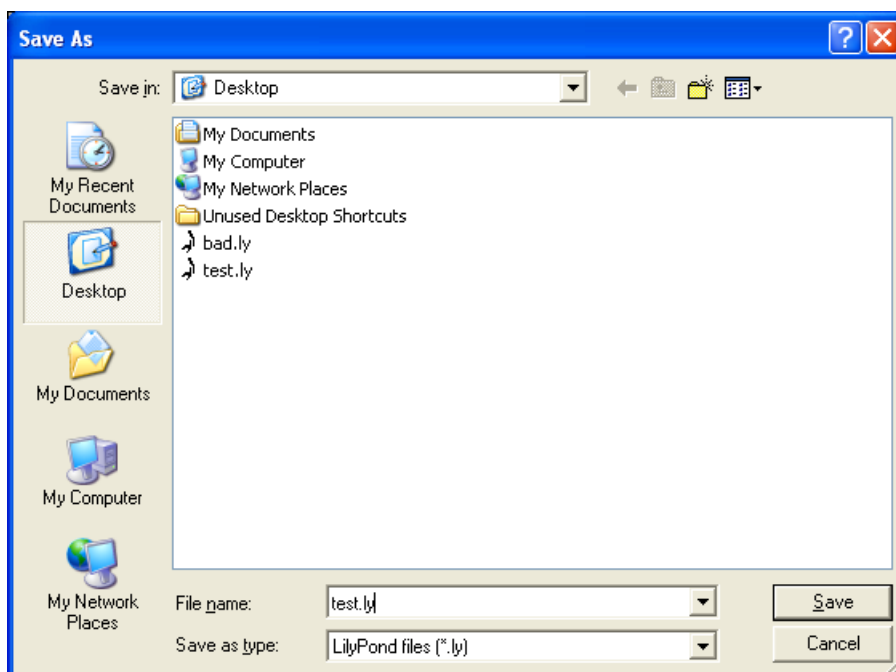 Save As
Save in: Desktop
My Recent
Documents
Desktop
My Documents
My Computer
My Network
Places
My Documents
My Computer
My Network Places
Unused Desktop Shortcuts
bad.ly
test.ly
File name: test.ly
Save
Save as type: LilyPond files (*.ly)
Cancel